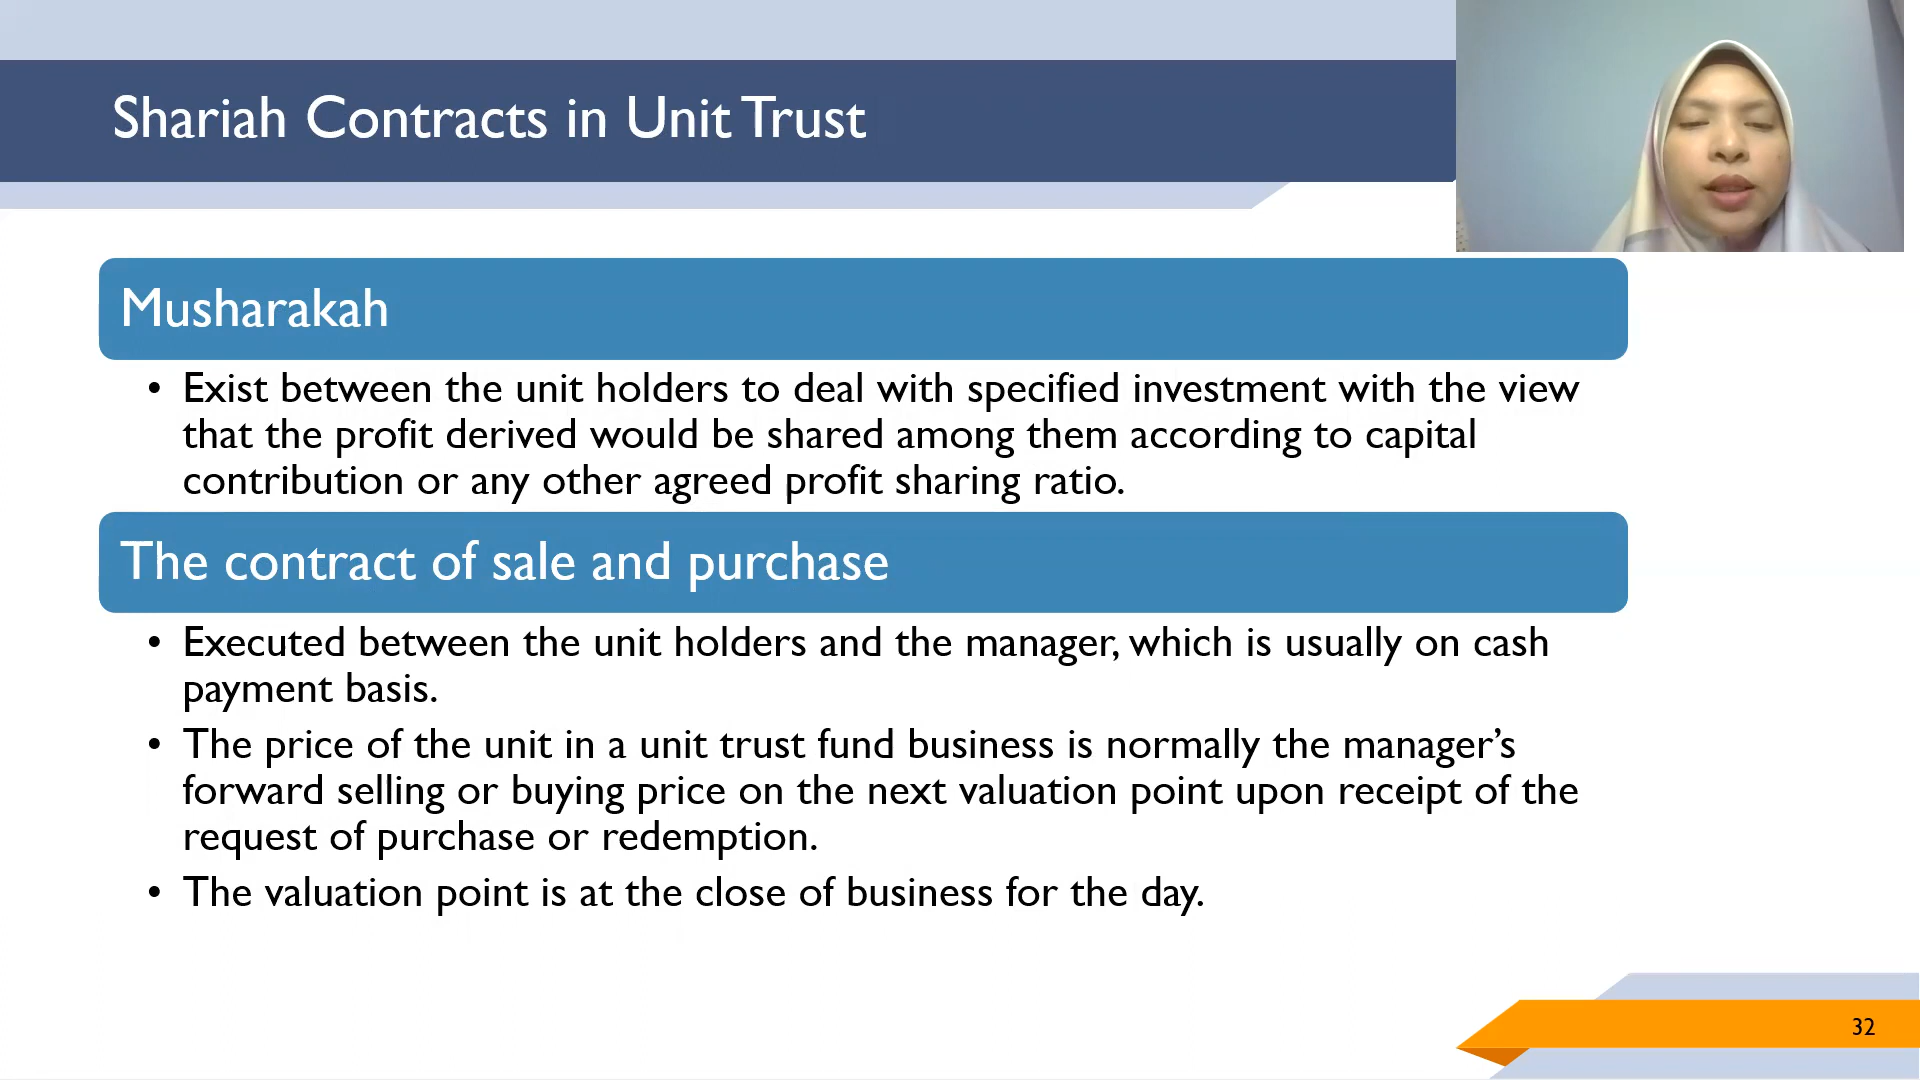 Shariah Contracts in Unit Trust
Musharakah
• Exist between the unit holders to deal with specified investment with the view
that the profit derived would be shared among them according to capital
contribution or any other agreed profit sharing ratio.
The contract of sale and purchase
• Executed between the unit holders and the manager, which is usually on cash
payment basis.
• The price of the unit in a unit trust fund business is normally the manager’s
forward selling or buying price on the next valuation point upon receipt of the
request of purchase or redemption.
• The valuation point is at the close of business for the day.
32